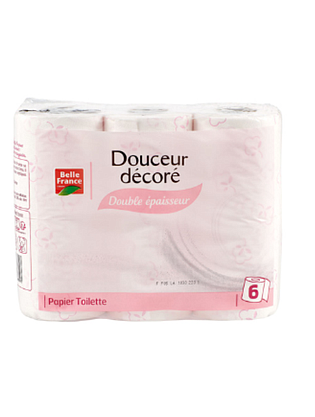 Belle
France
Douceur
décoré
Double épaisseur
Papier Toilette
6